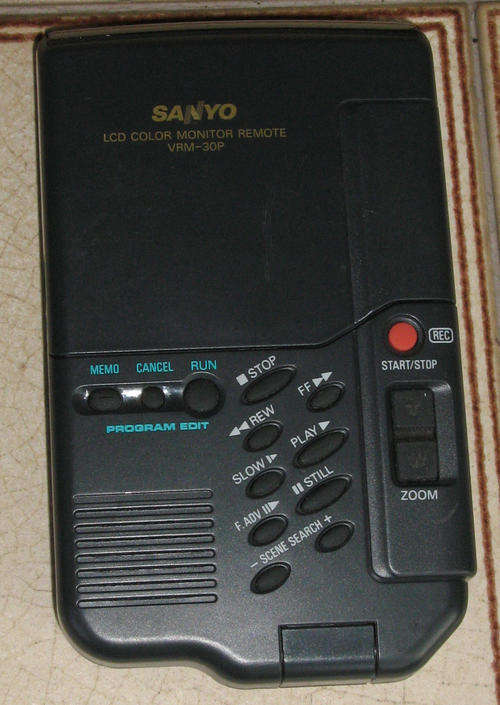 SANYO
LCD COLOR MONITOR REMOTE
VRM-30P
REC
START/STOP
MEMO CANCEL RUN
PROGRAM EDIT
STOP
FF
REW
PLAY
SLOW
STILL
F. ADV
- SCENE SEARCH +
ZOOM